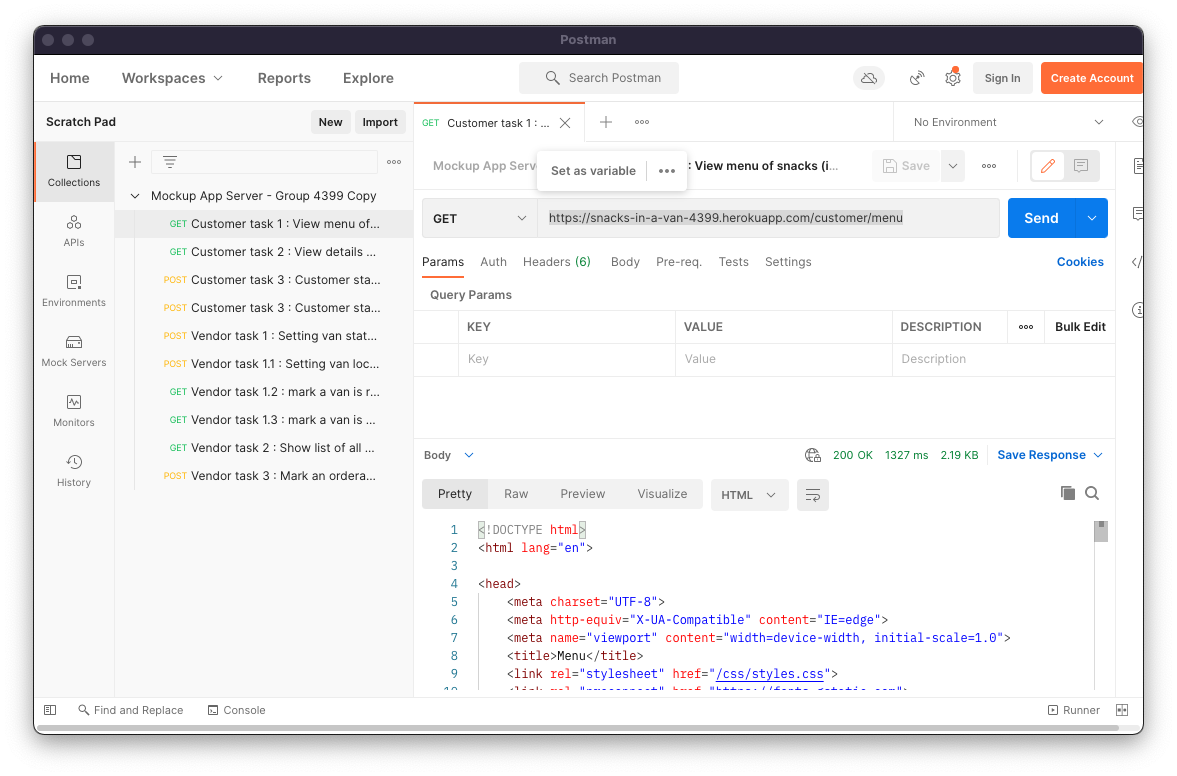 Postman
Home Workspaces Reports Explore Search Postman Sign In Create Account
Scratch Pad New Import GET Customer task 1 : ... No Environment
Mockup App Serv : View menu of snacks (i... Save
Set as variable
Collections
APIs
Environments
Mock Servers
Monitors
History
Mockup App Server - Group 4399 Copy
GET Customer task 1 : View menu of...
GET Customer task 2 : View details ...
POST Customer task 3 : Customer sta...
POST Customer task 3 : Customer sta...
POST Vendor task 1 : Setting van stat...
POST Vendor task 1.1 : Setting van loc...
GET Vendor task 1.2 : mark a van is r...
GET Vendor task 1.3 : mark a van is ...
GET Vendor task 2 : Show list of all ...
POST Vendor task 3 : Mark an ordera...
GET https://snacks-in-a-van-4399.herokuapp.com/customer/menu Send
Params Auth Headers (6) Body Pre-req. Tests Settings Cookies
Query Params
KEY VALUE DESCRIPTION Bulk Edit
Key Value Description
Body 200 OK 1327 ms 2.19 KB Save Response
Pretty Raw Preview Visualize HTML
1 <!DOCTYPE html>
2 <html lang="en">
3
4 <head>
5 <meta charset="UTF-8">
6 <meta http-equiv="X-UA-Compatible" content="IE=edge">
7 <meta name="viewport" content="width=device-width, initial-scale=1.0">
8 <title>Menu</title>
9 <link rel="stylesheet" href="/css/styles.css">
10 <link rel="preconnect" href="https://fonts.gstatic.com">
Find and Replace Console Runner